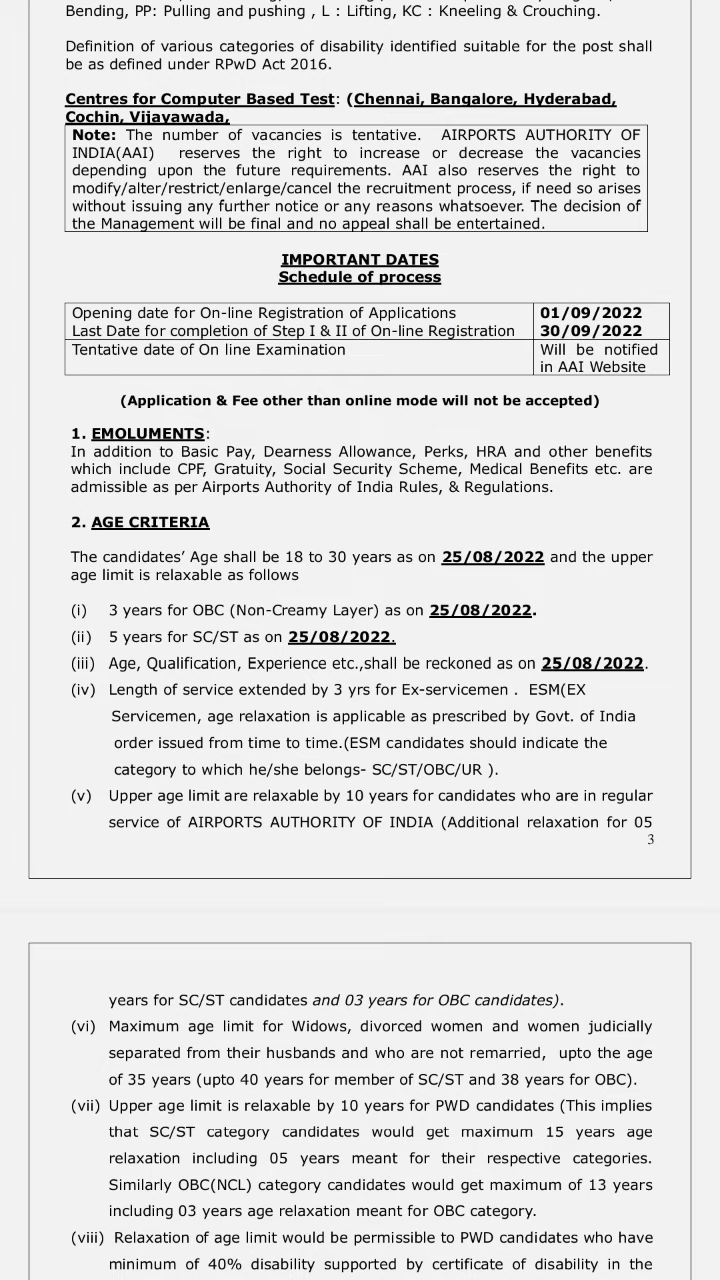 Bending, PP: Pulling and pushing , L : Lifting, KC : Kneeling & Crouching.
Definition of various categories of disability identified suitable for the post shall
be as defined under RPwD Act 2016.
Centres for Computer Based Test: (Chennai, Bangalore, Hyderabad,
Cochin, Vijayawada,
Note: The number of vacancies is tentative. AIRPORTS AUTHORITY OF
INDIA(AAI) reserves the right to increase or decrease the vacancies
depending upon the future requirements. AAI also reserves the right to
modify/alter/restrict/enlarge/cancel the recruitment process, if need so arises
without issuing any further notice or any reasons whatsoever. The decision of
the Management will be final and no appeal shall be entertained.
IMPORTANT DATES
Schedule of process
Opening date for On-line Registration of Applications 01/09/2022
Last Date for completion of Step I & II of On-line Registration 30/09/2022
Tentative date of On line Examination Will be notified
in AAI Website
(Application & Fee other than online mode will not be accepted)
1. EMOLUMENTS:
In addition to Basic Pay, Dearness Allowance, Perks, HRA and other benefits
which include CPF, Gratuity, Social Security Scheme, Medical Benefits etc. are
admissible as per Airports Authority of India Rules, & Regulations.
2. AGE CRITERIA
The candidates' Age shall be 18 to 30 years as on 25/08/2022 and the upper
age limit is relaxable as follows
(i) 3 years for OBC (Non-Creamy Layer) as on 25/08/2022.
(ii) 5 years for SC/ST as on 25/08/2022.
(iii) Age, Qualification, Experience etc.,shall be reckoned as on 25/08/2022.
(iv) Length of service extended by 3 yrs for Ex-servicemen . ESM(EX
Servicemen, age relaxation is applicable as prescribed by Govt. of India
order issued from time to time.(ESM candidates should indicate the
category to which he/she belongs- SC/ST/OBC/UR ).
(v) Upper age limit are relaxable by 10 years for candidates who are in regular
service of AIRPORTS AUTHORITY OF INDIA (Additional relaxation for 05
3
years for SC/ST candidates and 03 years for OBC candidates).
(vi) Maximum age limit for Widows, divorced women and women judicially
separated from their husbands and who are not remarried, upto the age
of 35 years (upto 40 years for member of SC/ST and 38 years for OBC).
(vii) Upper age limit is relaxable by 10 years for PWD candidates (This implies
that SC/ST category candidates would get maximum 15 years age
relaxation including 05 years meant for their respective categories.
Similarly OBC(NCL) category candidates would get maximum of 13 years
including 03 years age relaxation meant for OBC category.
(viii) Relaxation of age limit would be permissible to PWD candidates who have
minimum of 40% disability supported by certificate of disability in the